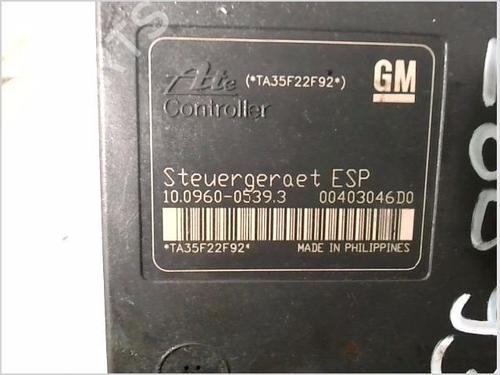 Ate (*TA35F22F92*) GM
Controller
Steuergeraet ESP
10.0960-0539.3 00403046D0
*TA35F22F92* MADE IN PHILIPPINES